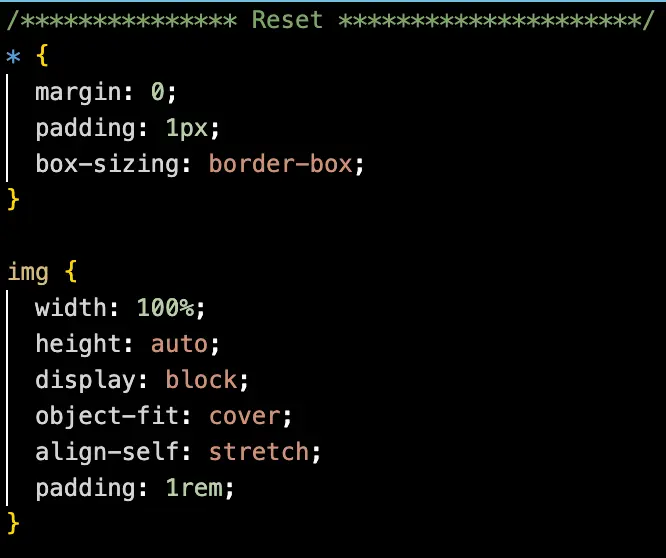 /*************** Reset *********************/
* {
  margin: 0;
  padding: 1px;
  box-sizing: border-box;
}

img {
  width: 100%;
  height: auto;
  display: block;
  object-fit: cover;
  align-self: stretch;
  padding: 1rem;
}